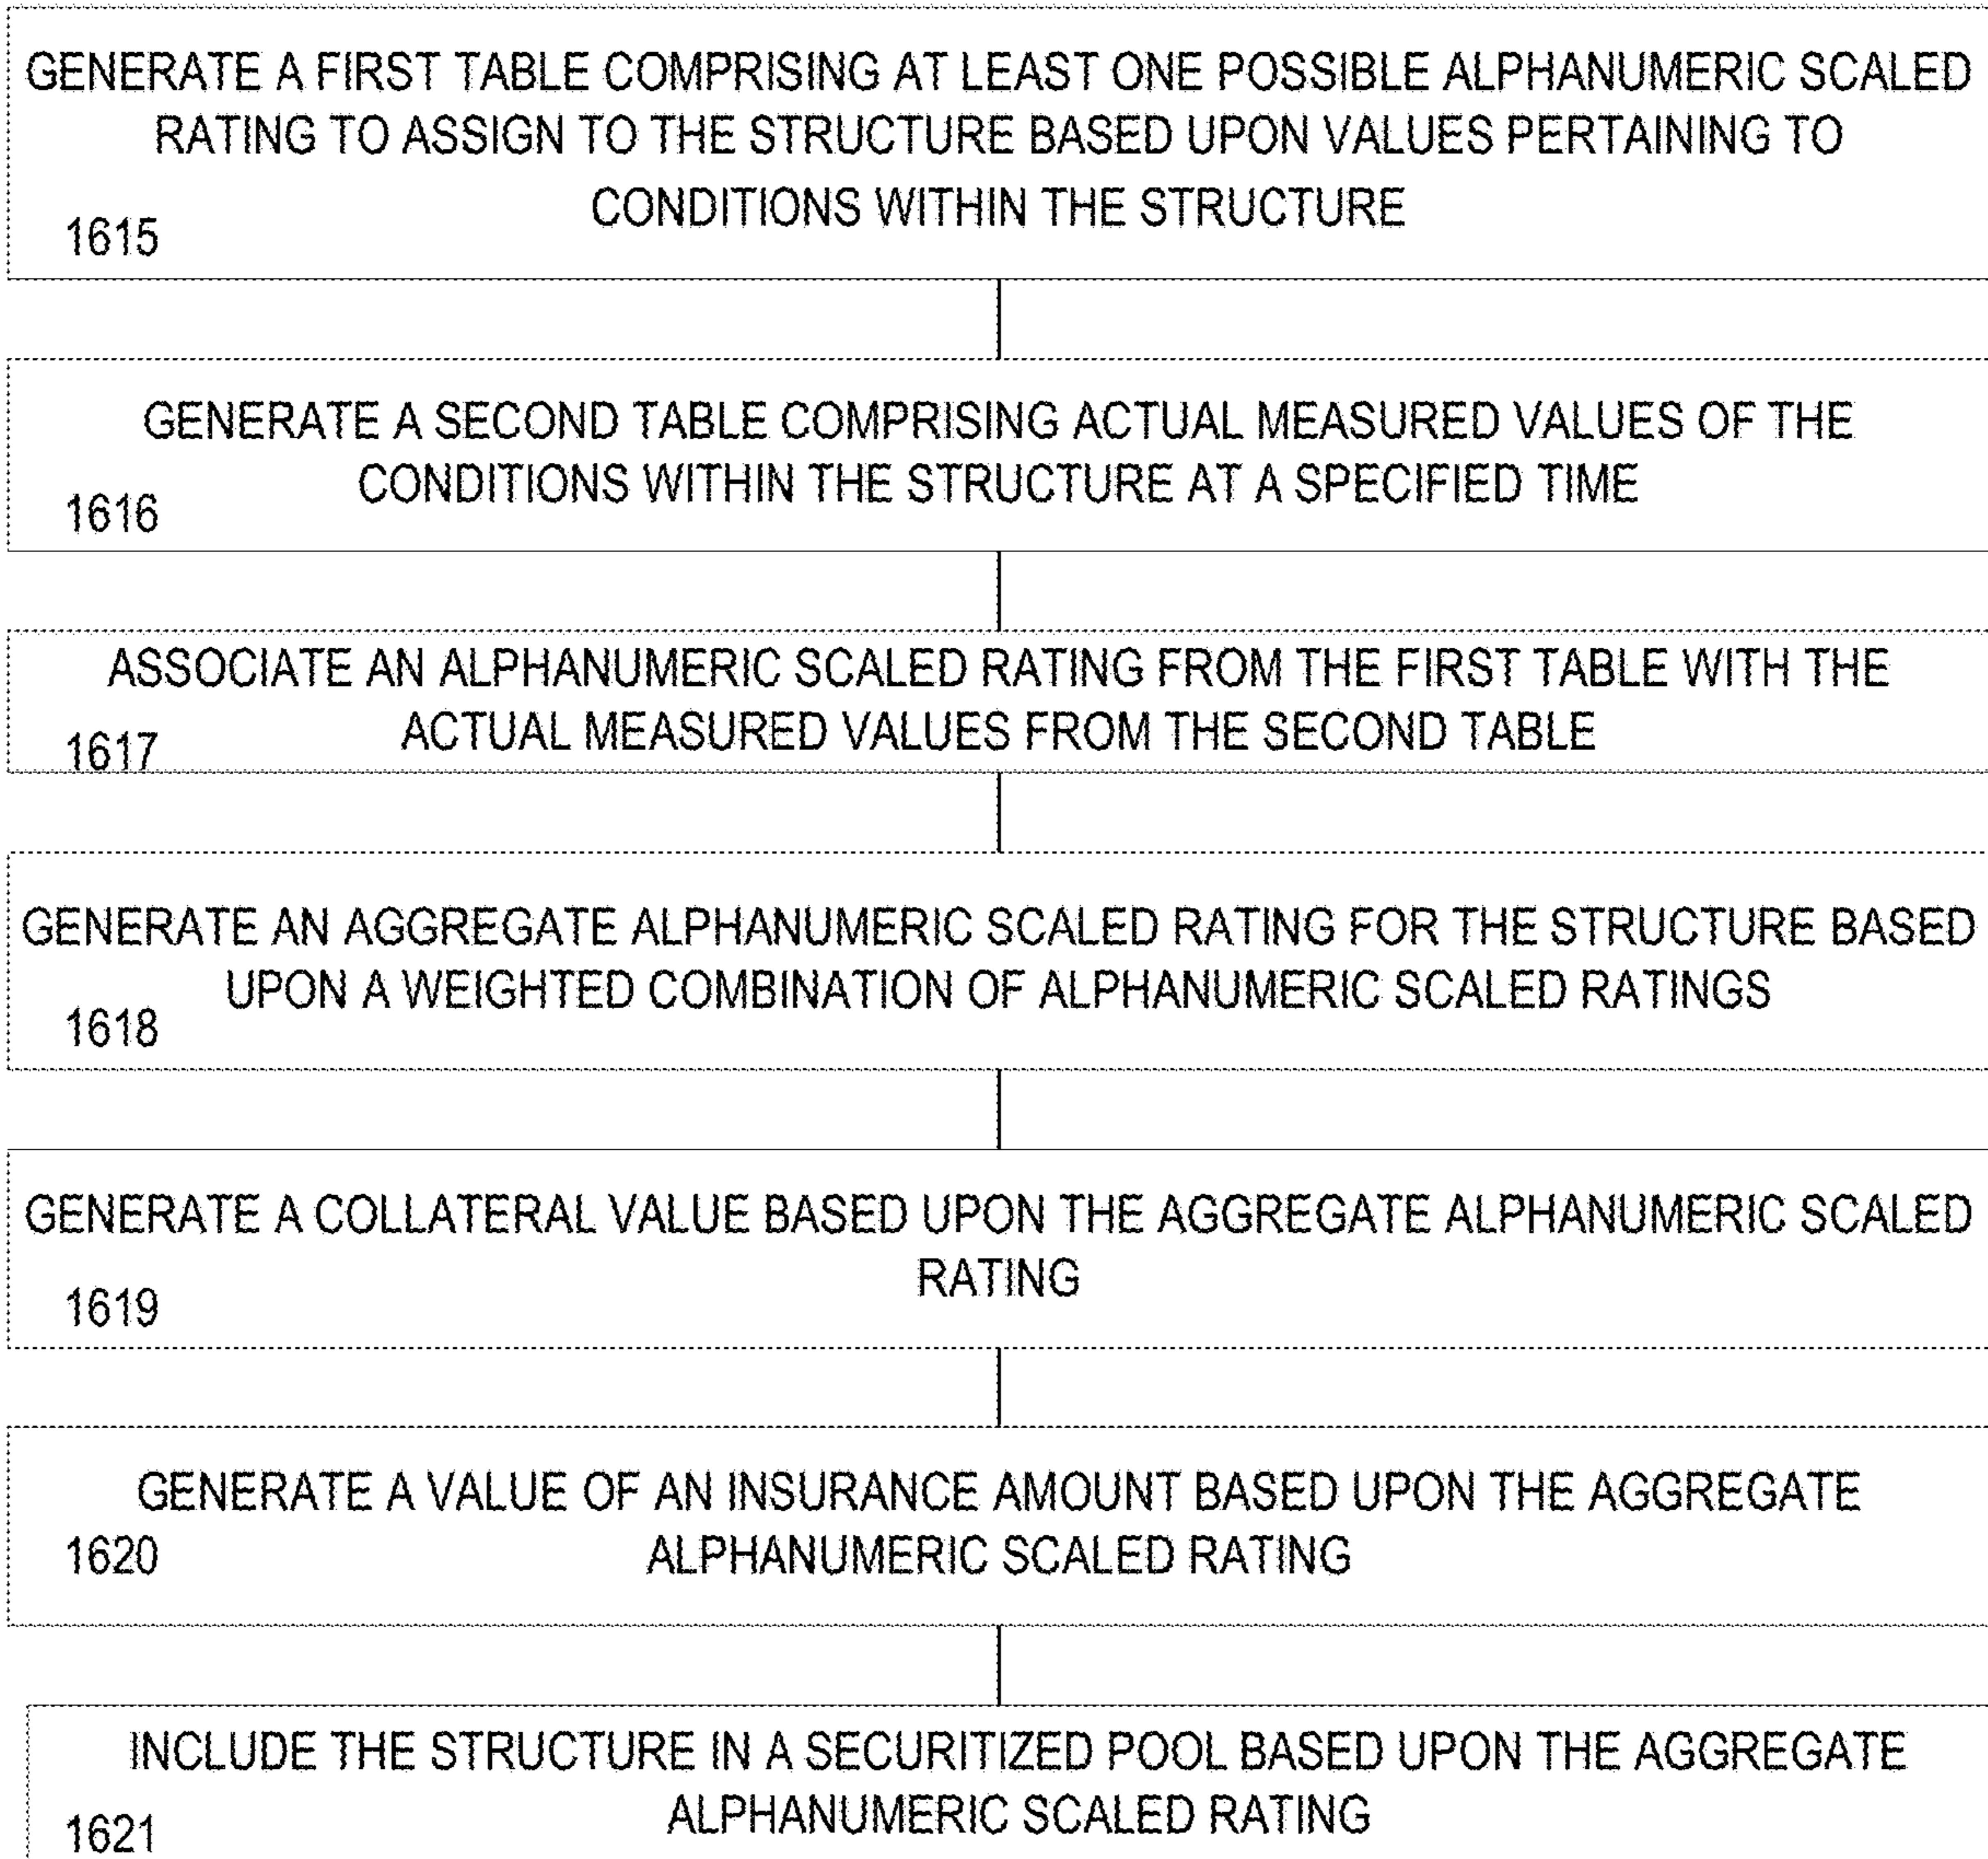 GENERATE A FIRST TABLE COMPRISING AT LEAST ONE POSSIBLE ALPHANUMERIC SCALED
RATING TO ASSIGN TO THE STRUCTURE BASED UPON VALUES PERTAINING TO
CONDITIONS WITHIN THE STRUCTURE
1615
GENERATE A SECOND TABLE COMPRISING ACTUAL MEASURED VALUES OF THE
CONDITIONS WITHIN THE STRUCTURE AT A SPECIFIED TIME
1616
ASSOCIATE AN ALPHANUMERIC SCALED RATING FROM THE FIRST TABLE WITH THE
ACTUAL MEASURED VALUES FROM THE SECOND TABLE
1617
GENERATE AN AGGREGATE ALPHANUMERIC SCALED RATING FOR THE STRUCTURE BASED
UPON A WEIGHTED COMBINATION OF ALPHANUMERIC SCALED RATINGS
1618
GENERATE A COLLATERAL VALUE BASED UPON THE AGGREGATE ALPHANUMERIC SCALED
RATING
1619
GENERATE A VALUE OF AN INSURANCE AMOUNT BASED UPON THE AGGREGATE
ALPHANUMERIC SCALED RATING
1620
INCLUDE THE STRUCTURE IN A SECURITIZED POOL BASED UPON THE AGGREGATE
ALPHANUMERIC SCALED RATING
1621